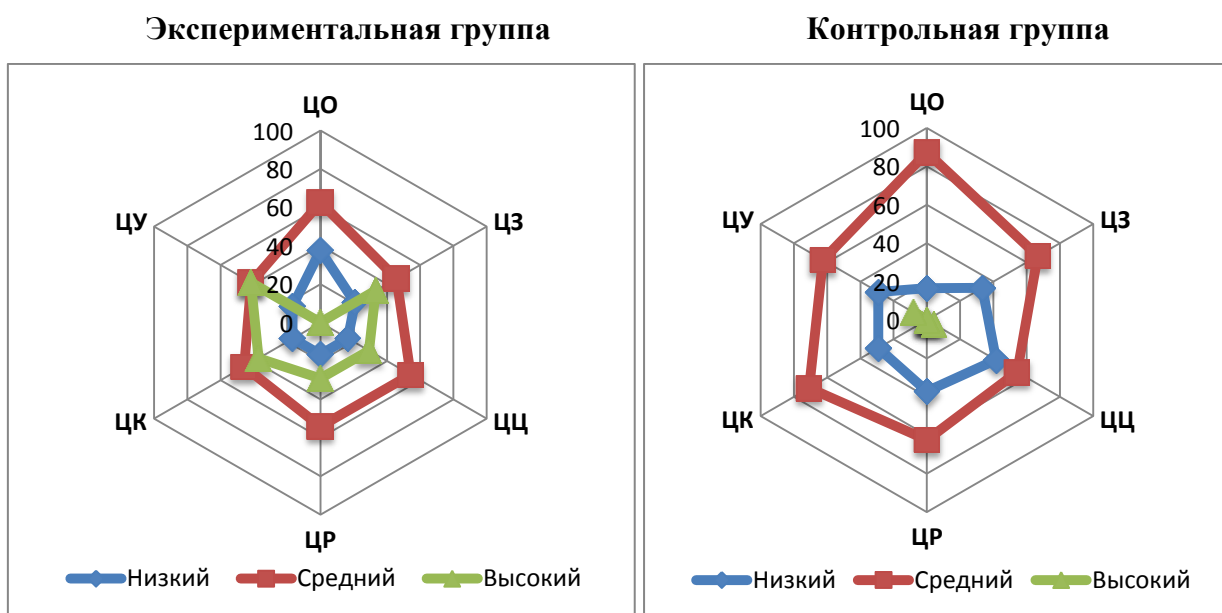 Экспериментальная группа
Контрольная группа
ЦО
100
80
60
40
20
0
ЦЗ
ЦЦ
ЦР
ЦК
ЦУ
Низкий Средний Высокий
ЦО
100
80
60
40
20
0
ЦЗ
ЦЦ
ЦР
ЦК
ЦУ
Низкий Средний Высокий